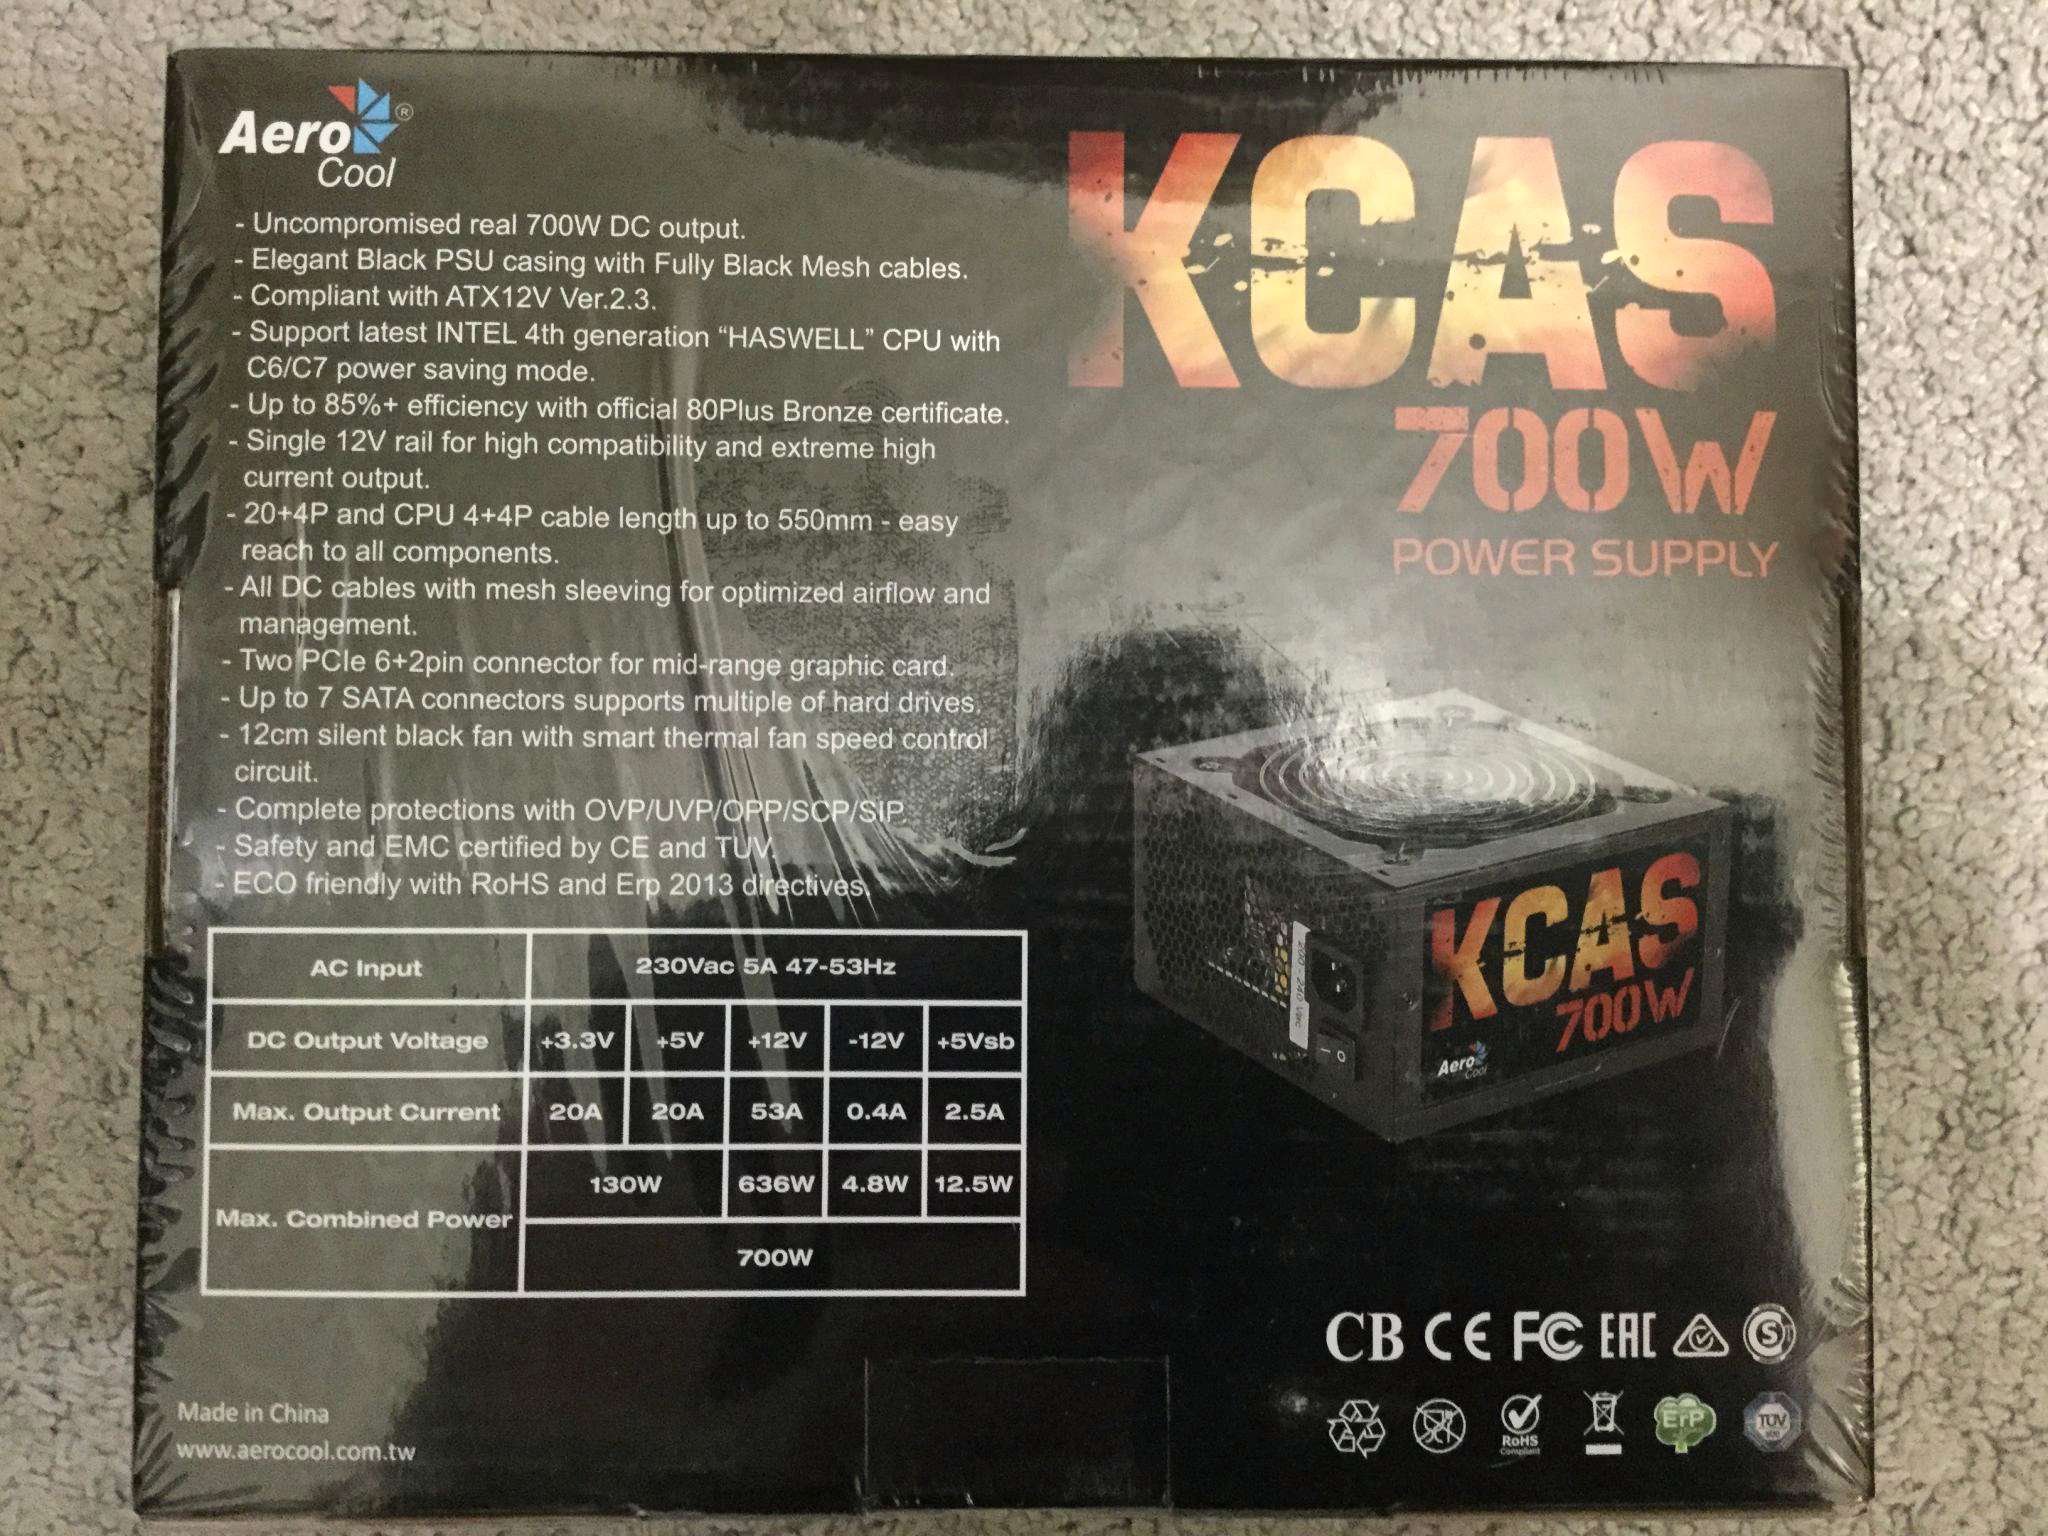 Aero®
Cool
- Uncompromised real 700W DC output.
- Elegant Black PSU casing with Fully Black Mesh cables.
- Compliant with ATX12V Ver.2.3.
- Support latest INTEL 4th generation “HASWELL” CPU with
C6/C7 power saving mode.
- Up to 85%+ efficiency with official 80Plus Bronze certificate.
- Single 12V rail for high compatibility and extreme high
current output.
- 20+4P and CPU 4+4P cable length up to 550mm - easy
reach to all components.
- All DC cables with mesh sleeving for optimized airflow and
management.
- Two PCIe 6+2pin connector for mid-range graphic card.
- Up to 7 SATA connectors supports multiple of hard drives.
- 12cm silent black fan with smart thermal fan speed control
circuit.
- Complete protections with OVP/UVP/OPP/SCP/SiP
- Safety and EMC certified by CE and TUV.
- ECO friendly with RoHS and Erp 2013 directives.
AC Input 230Vac 5A 47-53Hz
DC Output Voltage +3.3V +5V +12V -12V +5Vsb
Max. Output Current 20A 20A 53A 0.4A 2.5A
Max. Combined Power 130W 636W 4.8W 12.5W
700W
Made in China
www.aerocool.com.tw
KCAS
700W
POWER SUPPLY
200 - 240 Vac
KCAS
700W
Aero
Cool
CB CE FC EAC S
RoHS
Compliant
ErP
TUV